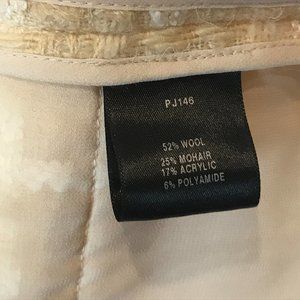 PJ146
52% WOOL
25% MOHAIR
17% ACRYLIC
6% POLYAMIDE